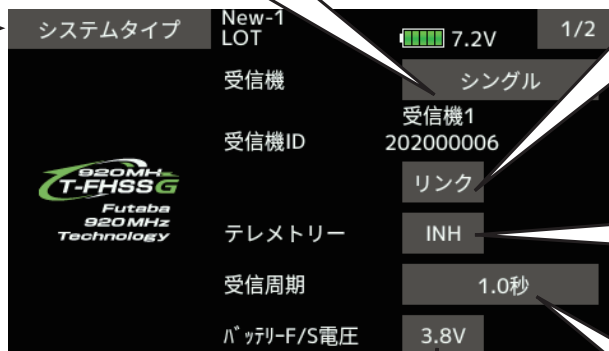 システムタイプ
New-1
LOT
7.2V
1/2
受信機
シングル
受信機1
受信機ID
202000006
リンク
920MHz
T-FHSSG
Futaba
920MHz
Technology
テレメトリー
INH
受信周期
1.0秒
バッテリーF/S電圧
3.8V